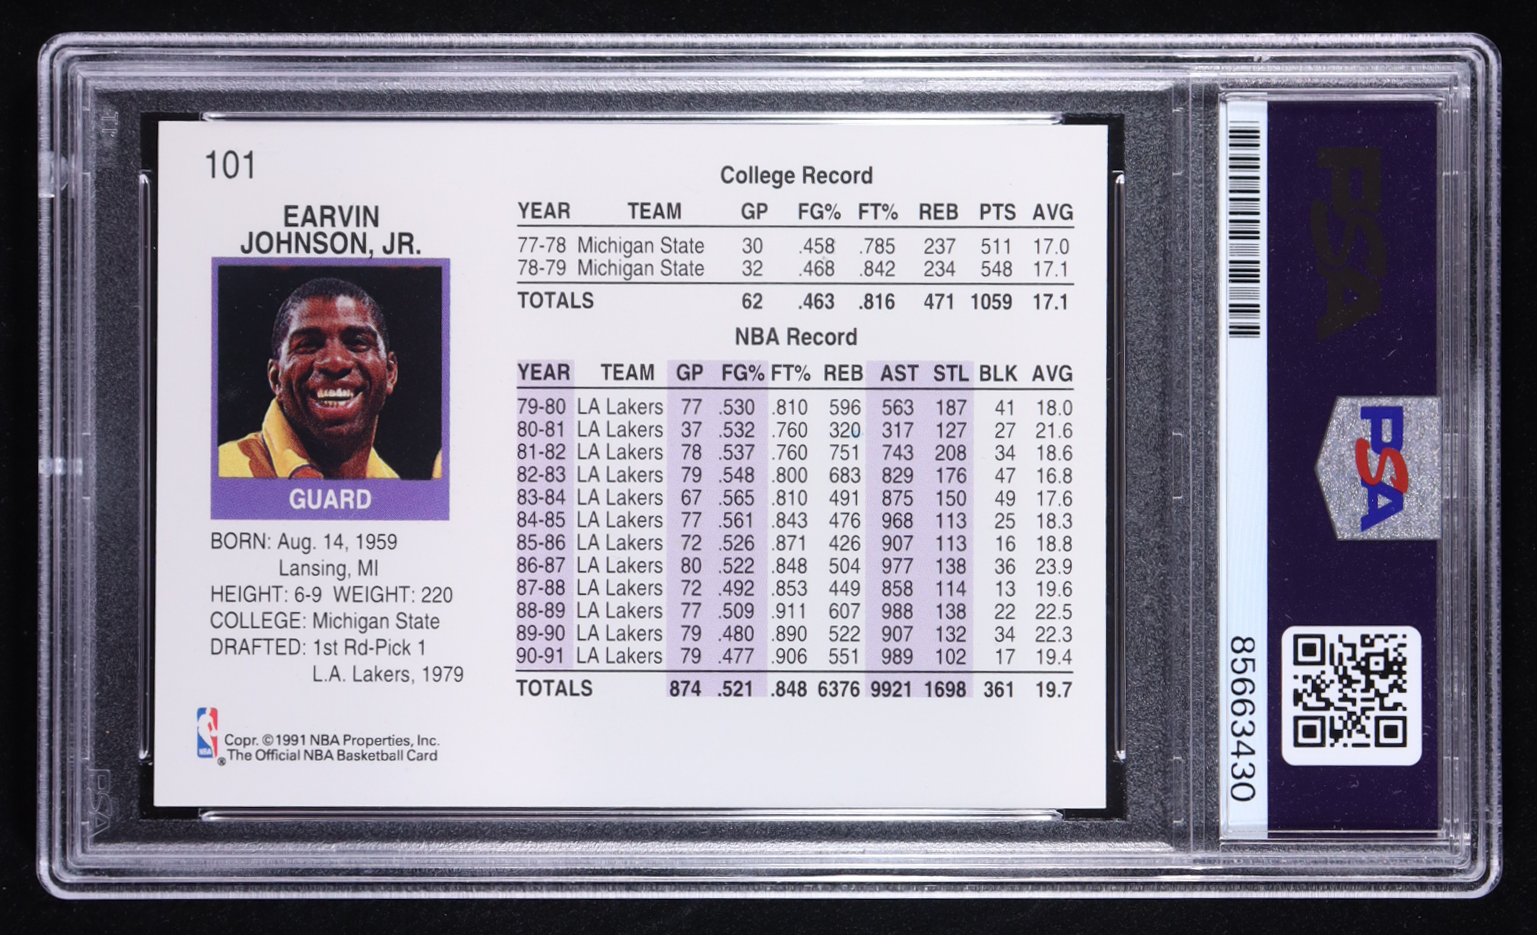 101
EARVIN
JOHNSON, JR.
GUARD
BORN: Aug. 14, 1959
Lansing, MI
HEIGHT: 6-9 WEIGHT: 220
COLLEGE: Michigan State
DRAFTED: 1st Rd-Pick 1
L.A. Lakers, 1979
NBA
Copr. ©1991 NBA Properties, Inc.
® The Official NBA Basketball Card
College Record
YEAR TEAM GP FG% FT% REB PTS AVG
77-78 Michigan State 30 .458 .785 237 511 17.0
78-79 Michigan State 32 .468 .842 234 548 17.1
TOTALS 62 .463 .816 471 1059 17.1
NBA Record
YEAR TEAM GP FG% FT% REB AST STL BLK AVG
79-80 LA Lakers 77 .530 .810 596 563 187 41 18.0
80-81 LA Lakers 37 .532 .760 320 317 127 27 21.6
81-82 LA Lakers 78 .537 .760 751 743 208 34 18.6
82-83 LA Lakers 79 .548 .800 683 829 176 47 16.8
83-84 LA Lakers 67 .565 .810 491 875 150 49 17.6
84-85 LA Lakers 77 .561 .843 476 968 113 25 18.3
85-86 LA Lakers 72 .526 .871 426 907 113 16 18.8
86-87 LA Lakers 80 .522 .848 504 977 138 36 23.9
87-88 LA Lakers 72 .492 .853 449 858 114 13 19.6
88-89 LA Lakers 77 .509 .911 607 988 138 22 22.5
89-90 LA Lakers 79 .480 .890 522 907 132 34 22.3
90-91 LA Lakers 79 .477 .906 551 989 102 17 19.4
TOTALS 874 .521 .848 6376 9921 1698 361 19.7
85663430
PSA
PSA
PSA